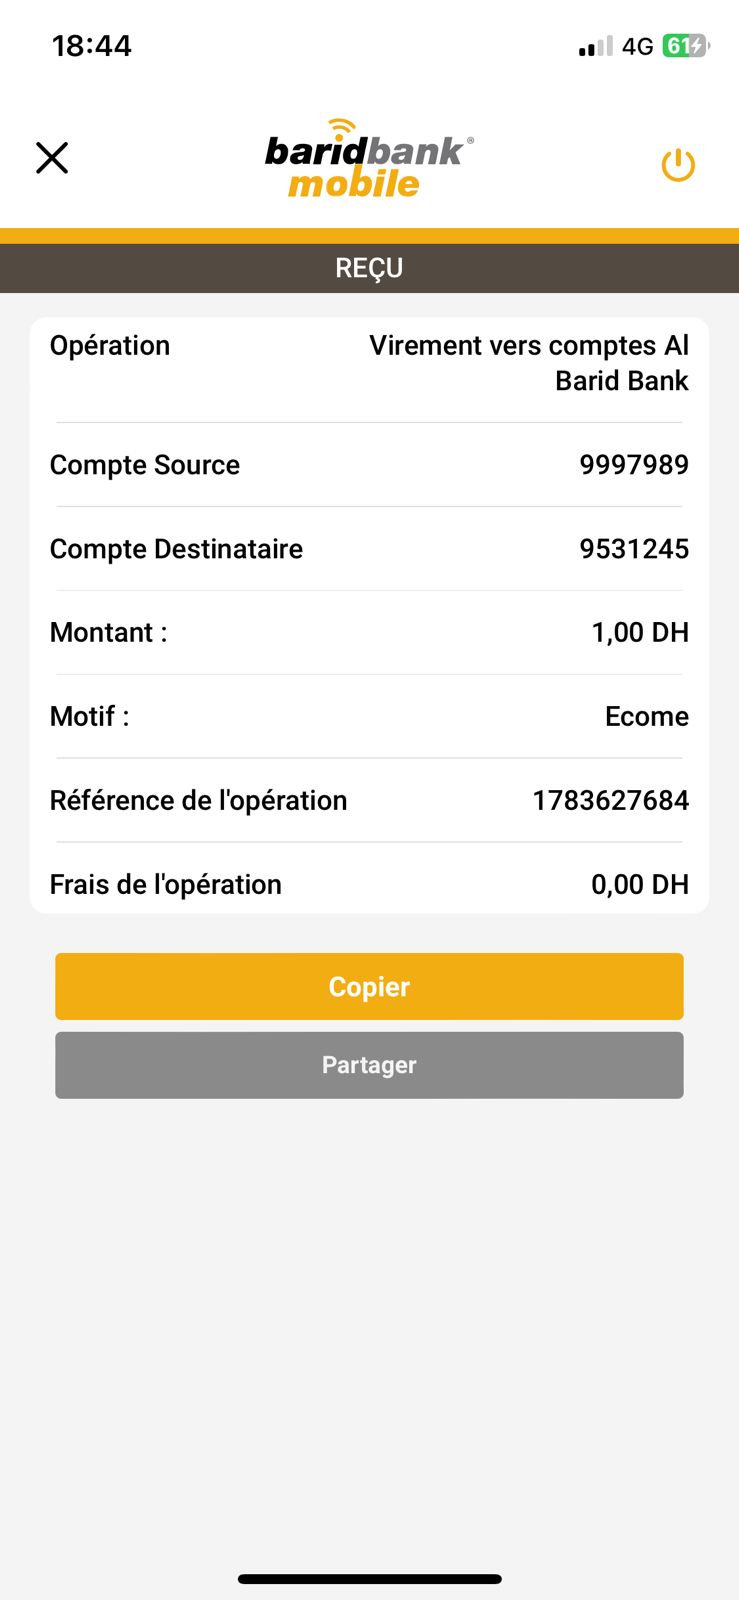 18:44
4G 61
baridbank®
mobile
REÇU
Opération Virement vers comptes Al
Barid Bank
Compte Source 9997989
Compte Destinataire 9531245
Montant : 1,00 DH
Motif : Ecome
Référence de l'opération 1783627684
Frais de l'opération 0,00 DH
Copier
Partager